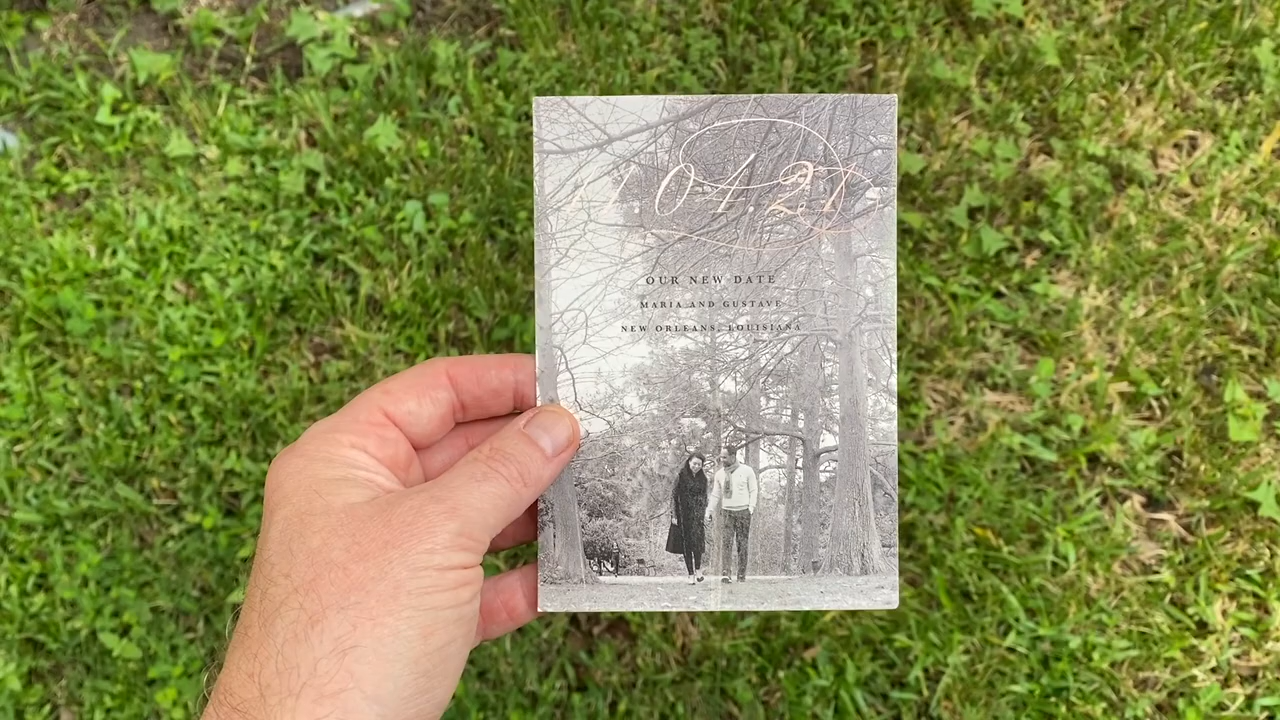 04.21
OUR NEW DATE
MARIA AND GUSTAVE
NEW ORLEANS, LOUISIANA